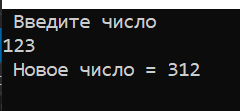 Введите число
123
Новое число = 312